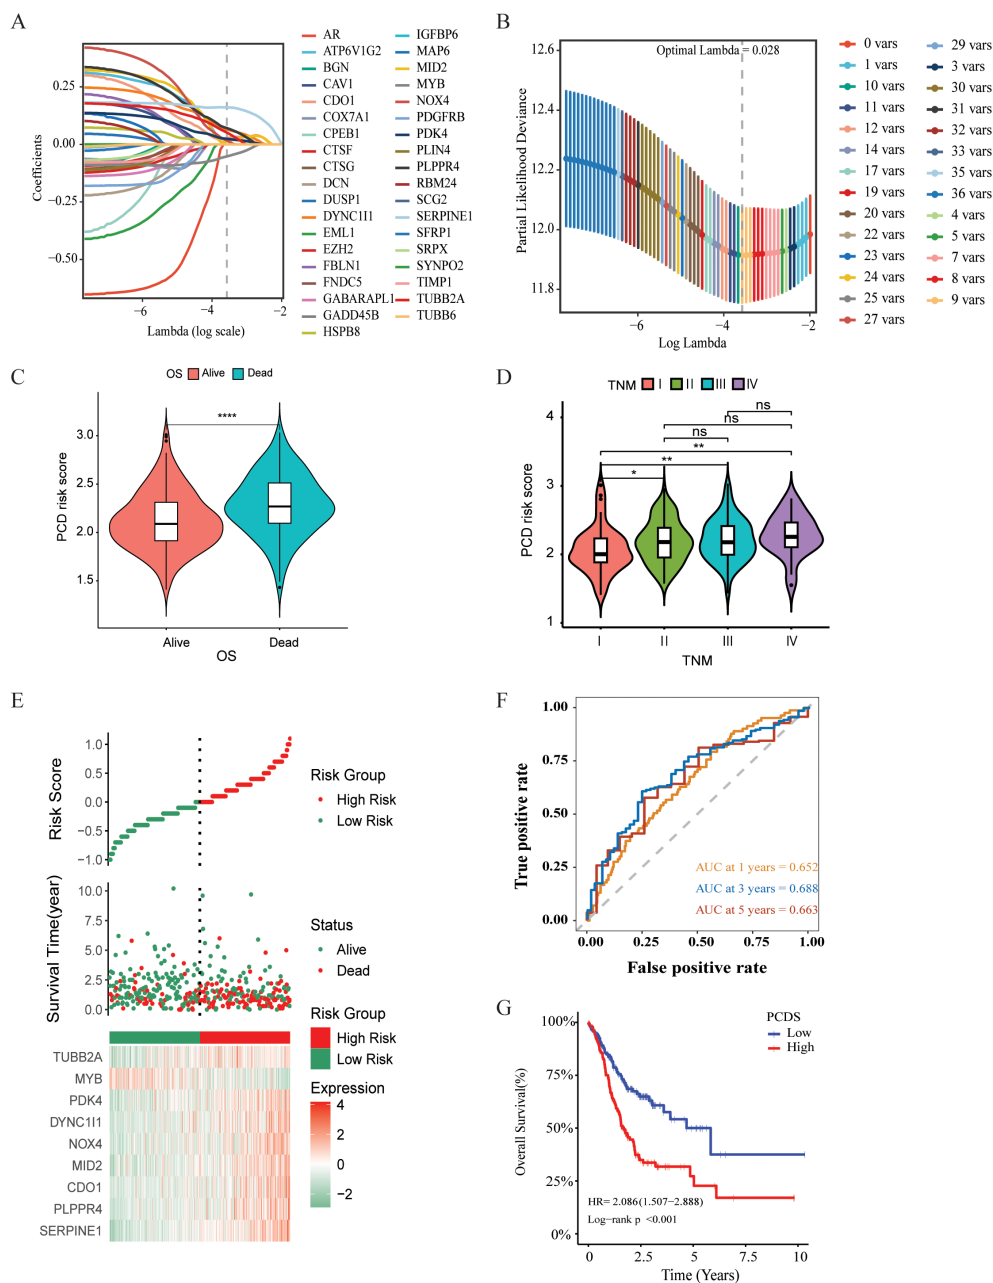 A
0.25
0.00
−0.25
−0.50
Coefficients
−6
−4
−2
Lambda (log scale)
AR
ATP6V1G2
BGN
CAV1
CDO1
COX7A1
CPEB1
CTSF
CTSG
DCN
DUSP1
DYNC1I1
EML1
EZH2
FBLN1
FNDC5
GABARAPL1
GADD45B
HSPB8
IGFBP6
MAP6
MID2
MYB
NOX4
PDGFRB
PDK4
PLIN4
PLPPR4
RBM24
SCG2
SERPINE1
SFRP1
SRPX
SYNPO2
TIMP1
TUBB2A
TUBB6
B
Optimal Lambda = 0.028
12.6
12.4
12.2
12.0
11.8
Partial Likelihood Deviance
−6
−4
−2
Log Lambda
0 vars
1 vars
10 vars
11 vars
12 vars
14 vars
17 vars
19 vars
20 vars
22 vars
23 vars
24 vars
25 vars
27 vars
29 vars
3 vars
30 vars
31 vars
32 vars
33 vars
35 vars
36 vars
4 vars
5 vars
7 vars
8 vars
9 vars
C
OS Alive Dead
****
3.0
2.5
2.0
1.5
PCD risk score
Alive
Dead
OS
D
TNM I II III IV
ns
ns
ns
**
**
*
4
3
2
1
PCD risk score
I
II
III
IV
TNM
E
1.0
0.5
0.0
−0.5
−1.0
Risk Score
Risk Group
High Risk
Low Risk
10.0
7.5
5.0
2.5
0.0
Survival Time(year)
Status
Alive
Dead
Risk Group
High Risk
Low Risk
Expression
4
2
0
−2
TUBB2A
MYB
PDK4
DYNC1I1
NOX4
MID2
CDO1
PLPPR4
SERPINE1
F
1.00
0.75
0.50
0.25
0.00
True positive rate
AUC at 1 years = 0.652
AUC at 3 years = 0.688
AUC at 5 years = 0.663
0.00
0.25
0.50
0.75
1.00
False positive rate
G
PCDS
Low
High
100%
75%
50%
25%
0%
Overall Survival(%)
HR= 2.086(1.507−2.888)
Log−rank p <0.001
0
2.5
5
7.5
10
Time (Years)